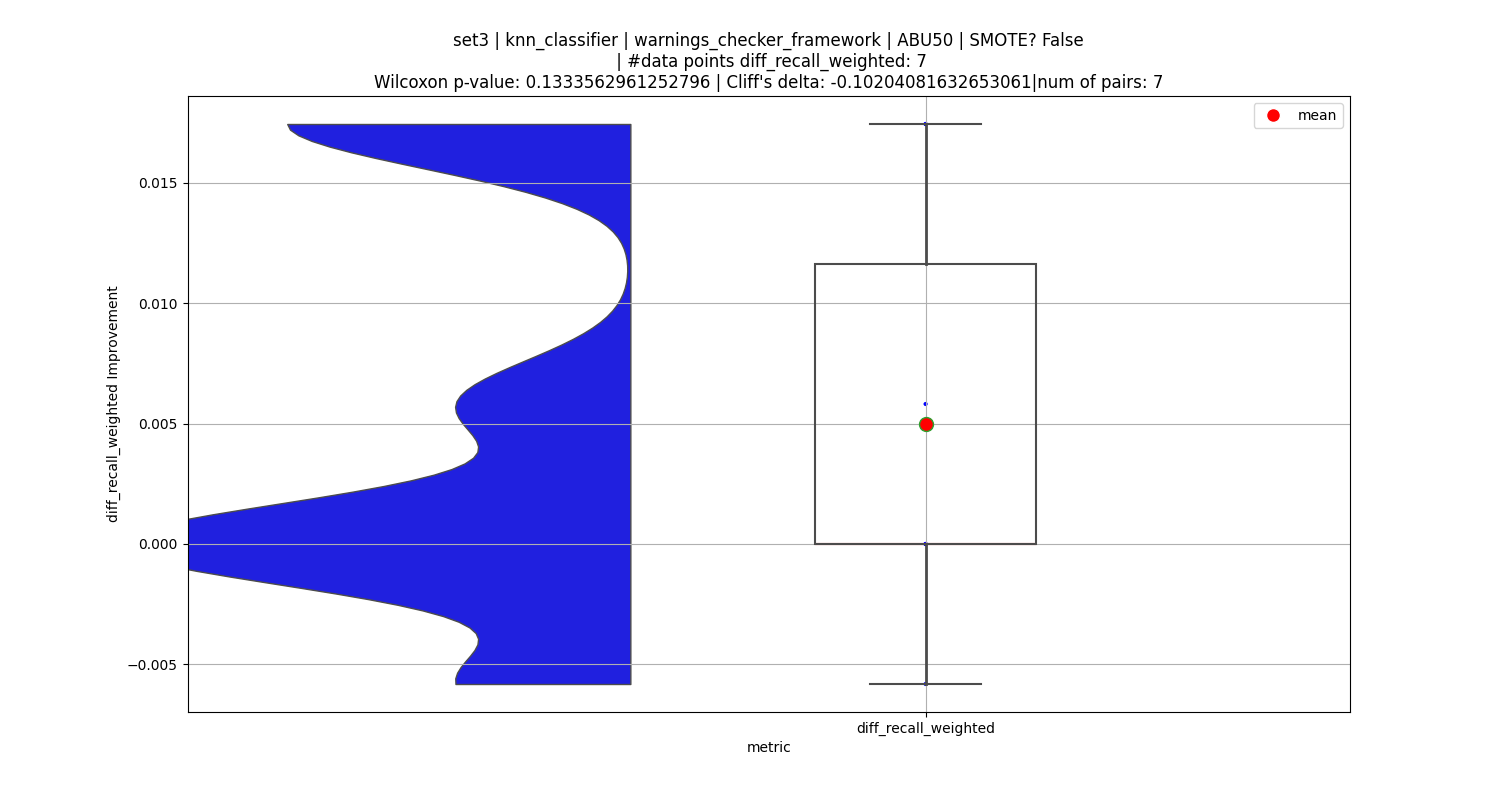 set3 | knn_classifier | warnings_checker_framework | ABU50 | SMOTE? False
| #data points diff_recall_weighted: 7
Wilcoxon p-value: 0.1333562961252796 | Cliff's delta: -0.10204081632653061|num of pairs: 7
mean
0.015
0.010
0.005
0.000
−0.005
diff_recall_weighted Improvement
diff_recall_weighted
metric